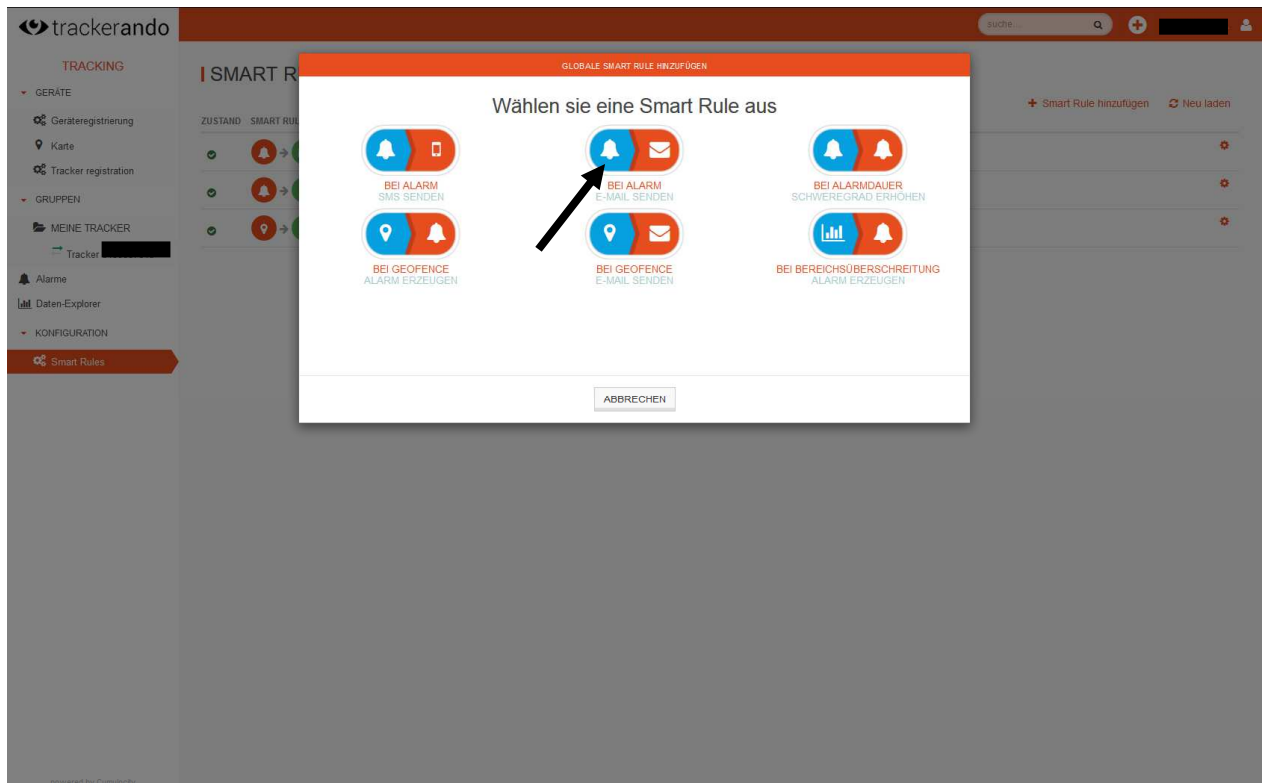 trackerando
suche ...
TRACKING
GERÄTE
Geräteregistrierung
Karte
Tracker registration
GRUPPEN
MEINE TRACKER
Tracker
Alarme
Daten-Explorer
KONFIGURATION
Smart Rules
SMART R
+ Smart Rule hinzufügen
Neu laden
ZUSTAND SMART RUL
GLOBALE SMART RULE HINZUFÜGEN
Wählen sie eine Smart Rule aus
BEI ALARM
SMS SENDEN
BEI ALARM
E-MAIL SENDEN
BEI ALARMDAUER
SCHWEREGRAD ERHÖHEN
BEI GEOFENCE
ALARM ERZEUGEN
BEI GEOFENCE
E-MAIL SENDEN
BEI BEREICHSÜBERSCHREITUNG
ALARM ERZEUGEN
ABBRECHEN
powered by Cumulocity